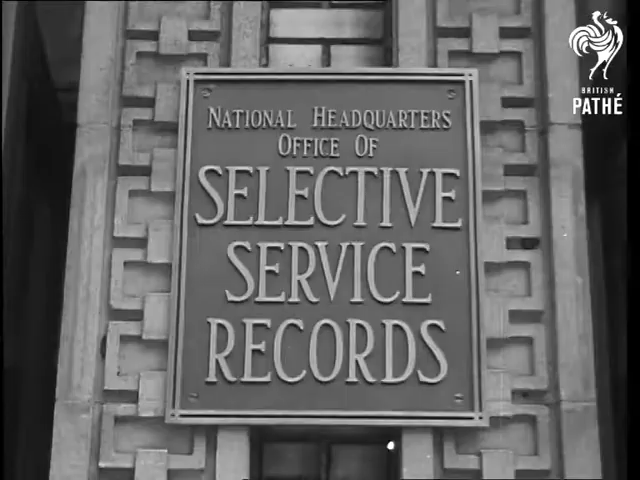 BRITISH
PATHÉ
NATIONAL HEADQUARTERS
OFFICE OF
SELECTIVE
SERVICE
RECORDS